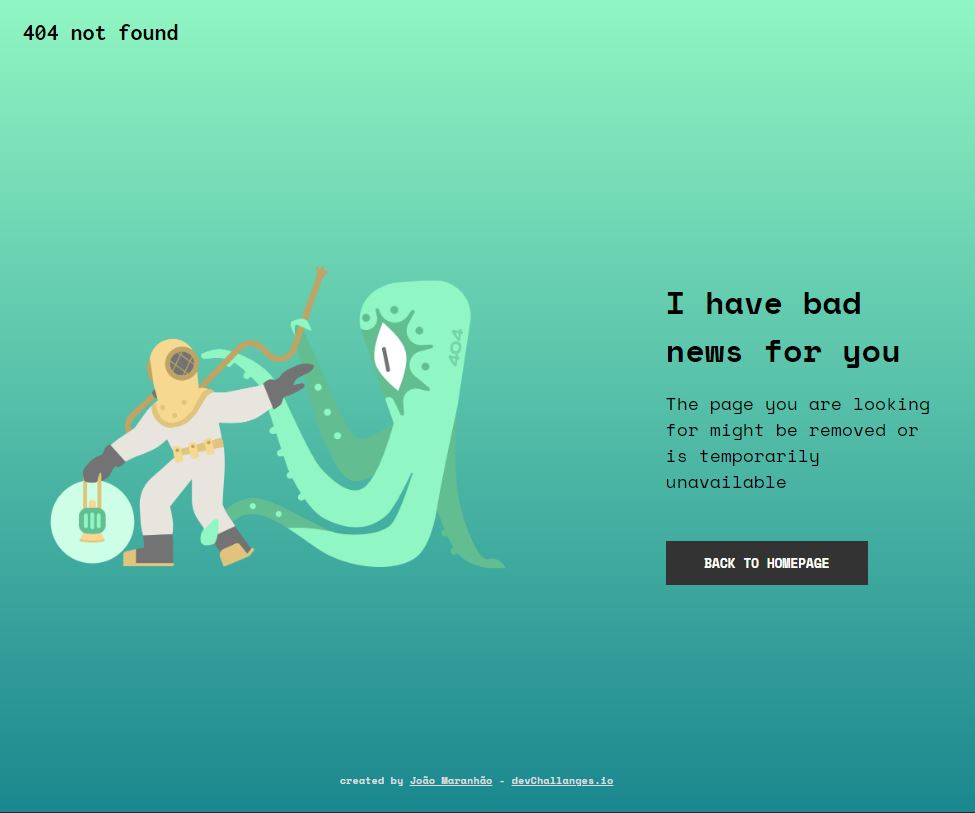 404 not found
404
I have bad
news for you
The page you are looking
for might be removed or
is temporarily
unavailable
BACK TO HOMEPAGE
created by João Maranhão - devChallanges.io